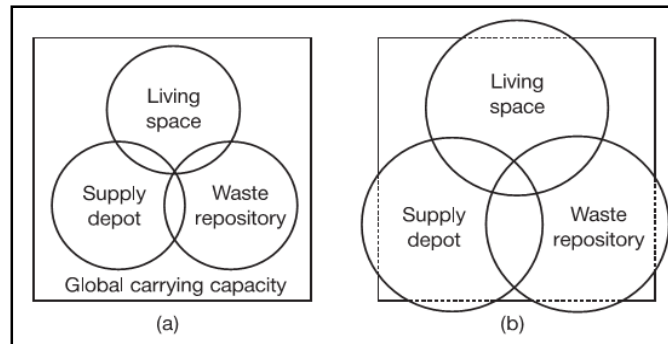 Living
space
Supply
depot
Waste
repository
Global carrying capacity
(a)
Living
space
Supply
depot
Waste
repository
(b)